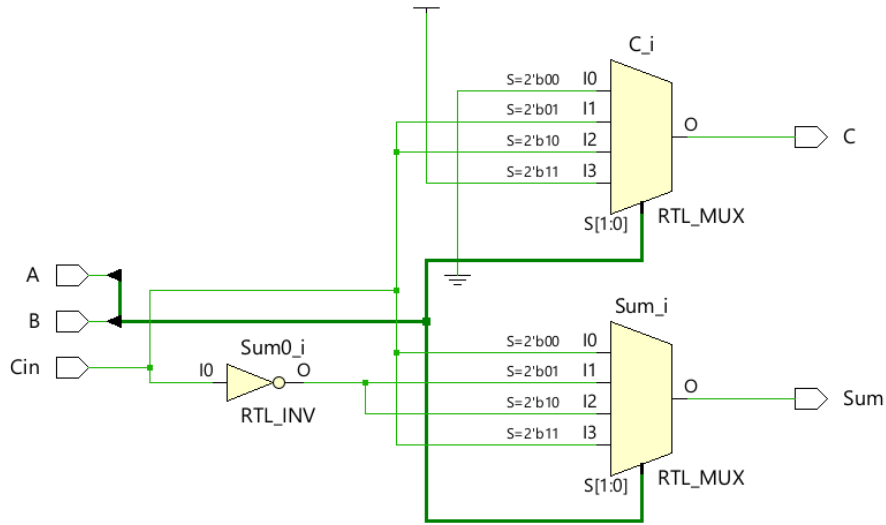 C_i
S=2'b00 I0
S=2'b01 I1
S=2'b10 I2
S=2'b11 I3
O
C
S[1:0]
RTL_MUX
A
B
Cin
Sum0_i
I0
O
RTL_INV
Sum_i
S=2'b00 I0
S=2'b01 I1
S=2'b10 I2
S=2'b11 I3
O
Sum
S[1:0]
RTL_MUX